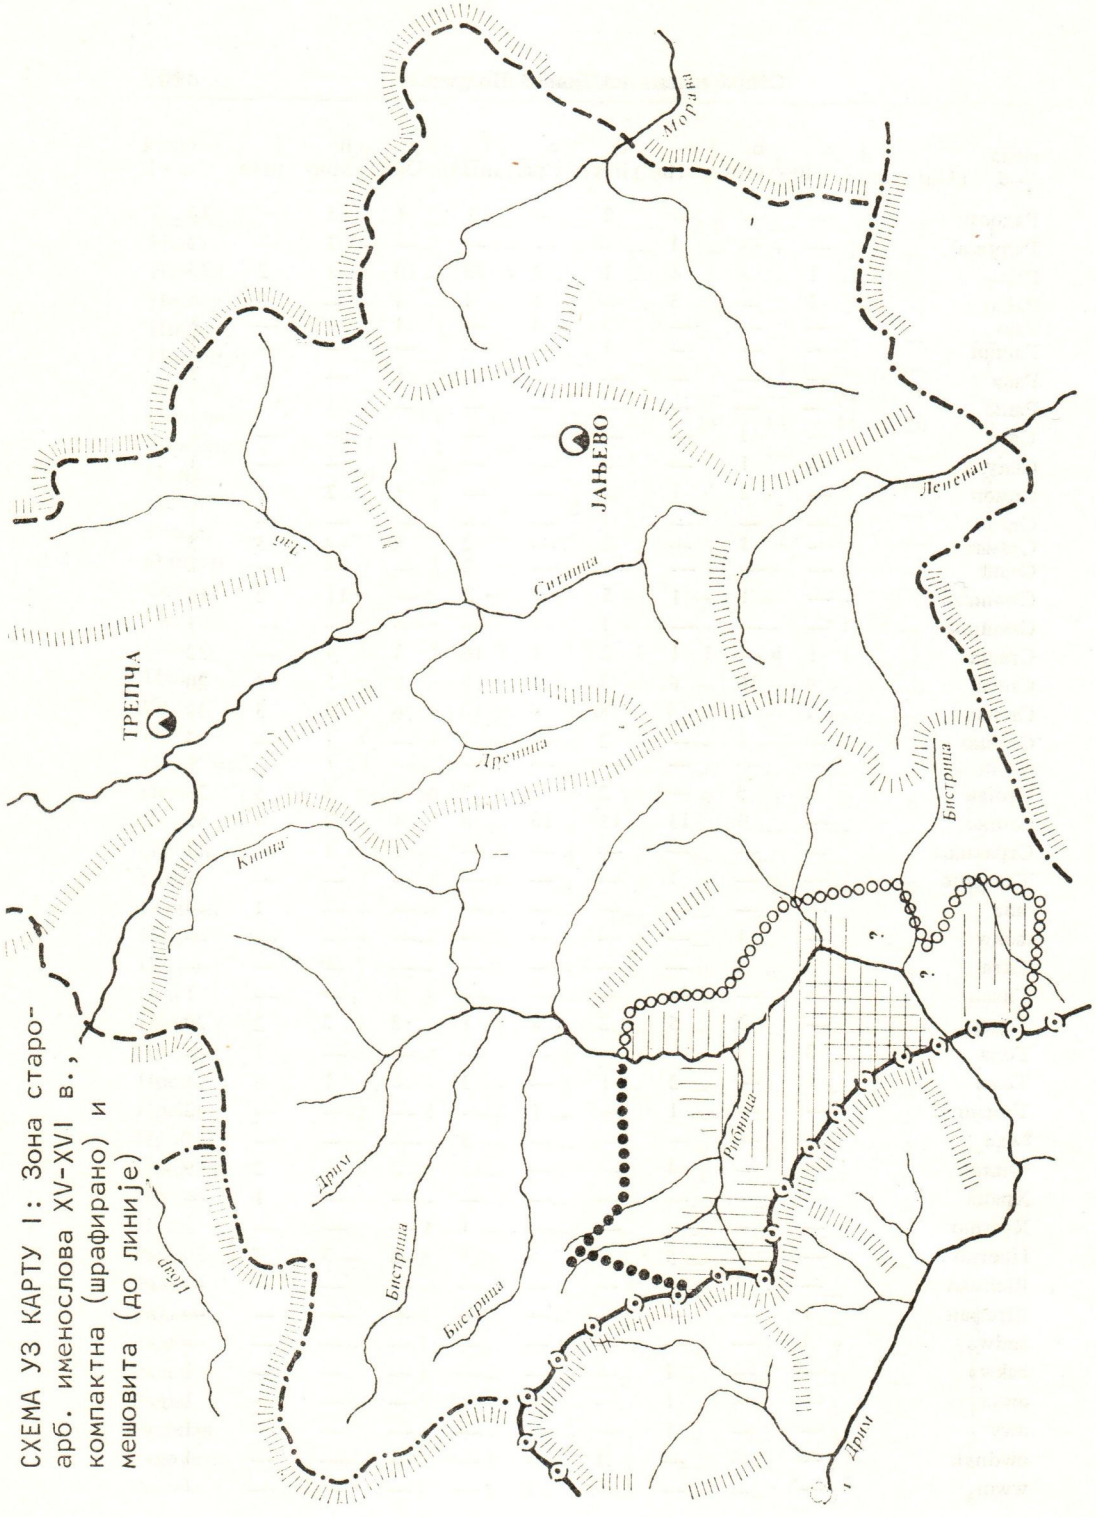 СХЕМА УЗ КАРТУ I: Зона старо-
арб. именослова XV-XVI в.,
компактна (шрафирано) и
мешовита (до линије)
ТРЕПЧА
ЈАЊЕВО
Морава
Лаб
Ситница
Лепенац
Дреница
Клина
Бистрица
Ибар
Дрим
Бистрица
Бистрица
Рибница
Дрим
?
?